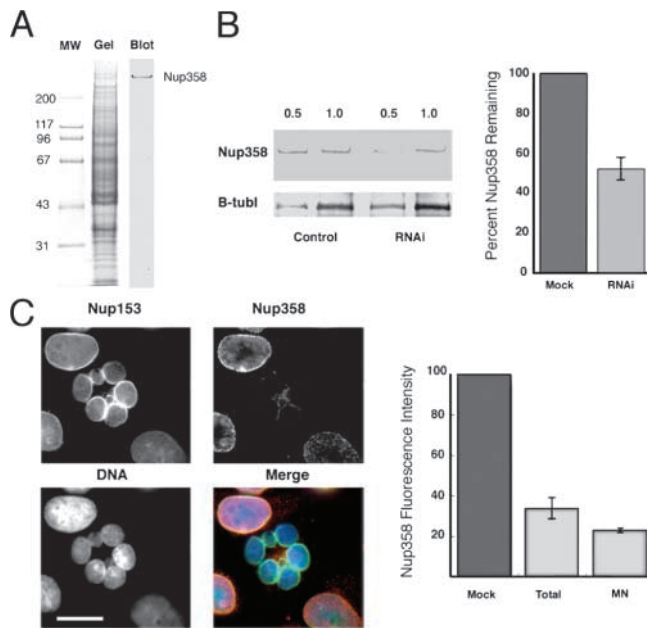 A
MW Gel Blot
Nup358
200
117
96
67
43
31
B
0.5 1.0 0.5 1.0
Nup358
B-tubl
Control RNAi
Percent Nup358 Remaining
100
80
60
40
20
0
Mock RNAi
C
Nup153 Nup358
DNA Merge
Nup358 Fluorescence Intensity
100
80
60
40
20
Mock Total MN